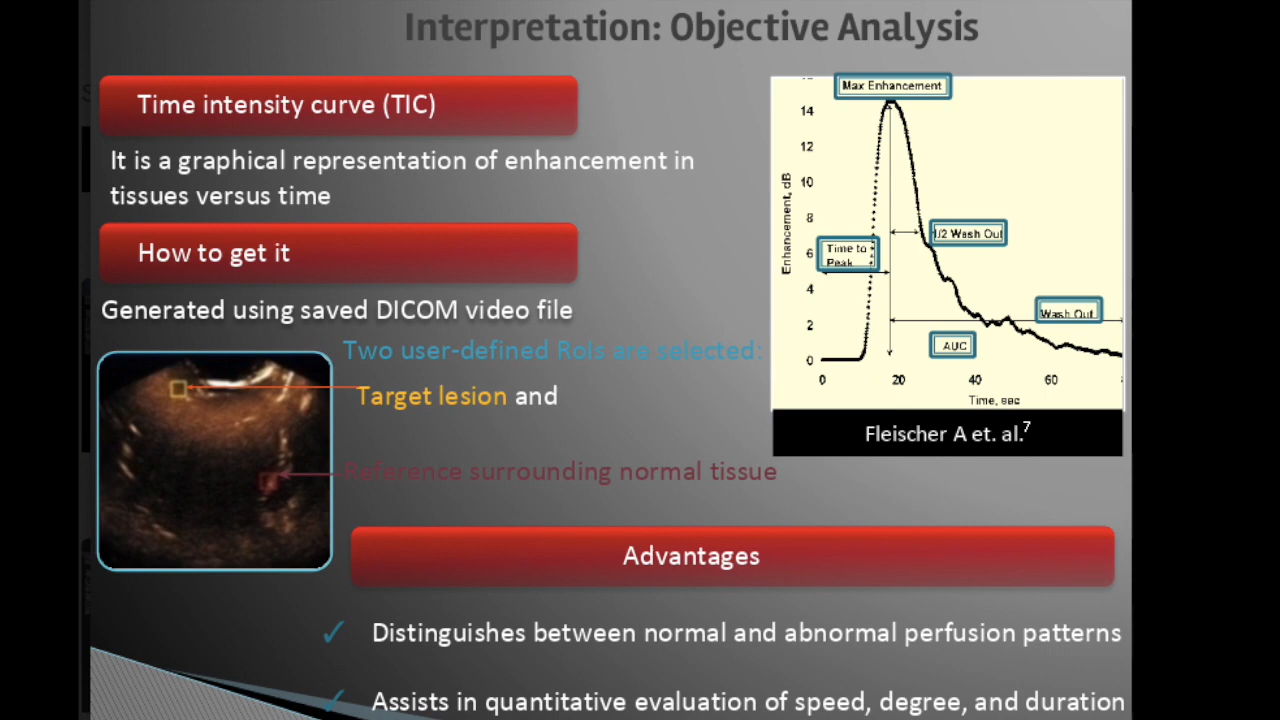 Interpretation: Objective Analysis
Time intensity curve (TIC)
It is a graphical representation of enhancement in
tissues versus time
How to get it
Generated using saved DICOM video file
Two user-defined RoIs are selected:
Target lesion and
Reference surrounding normal tissue
Max Enhancement
14
12
10
8
6
4
2
0
Enhancement, dB
Time to
Peak
1/2 Wash Out
Wash Out
AUC
0 20 40 60
Time, sec
Fleischer A et. al.7
Advantages
✓ Distinguishes between normal and abnormal perfusion patterns
✓ Assists in quantitative evaluation of speed, degree, and duration